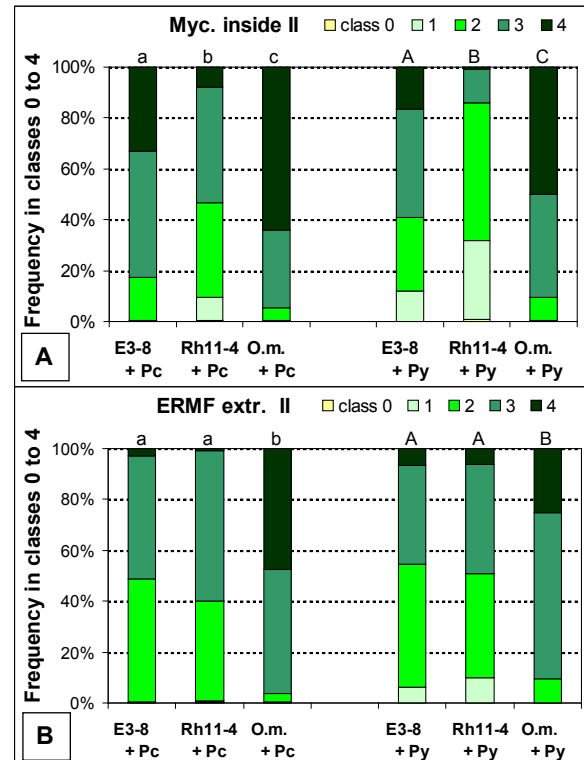 Myc. inside II class 0 1 2 3 4
Frequency in classes 0 to 4
a b c A B C
100%
80%
60%
40%
20%
0%
E3-8 Rh11-4 O.m. E3-8 Rh11-4 O.m.
+ Pc + Pc + Pc + Py + Py + Py
A
ERMF extr. II class 0 1 2 3 4
Frequency in classes 0 to 4
a a b A A B
100%
80%
60%
40%
20%
0%
E3-8 Rh11-4 O.m. E3-8 Rh11-4 O.m.
+ Pc + Pc + Pc + Py + Py + Py
B